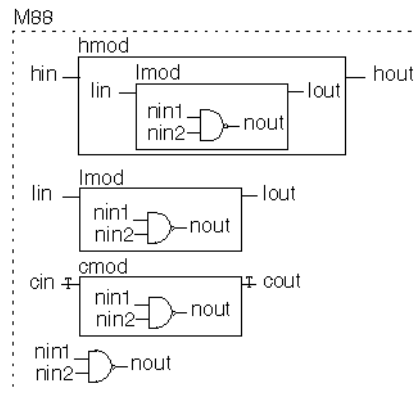 M88
hmod
hin
hout
lmod
lin
lout
nin1
nin2
nout
lin
lmod
lout
nin1
nin2
nout
cin
cmod
cout
nin1
nin2
nout
nin1
nin2
nout